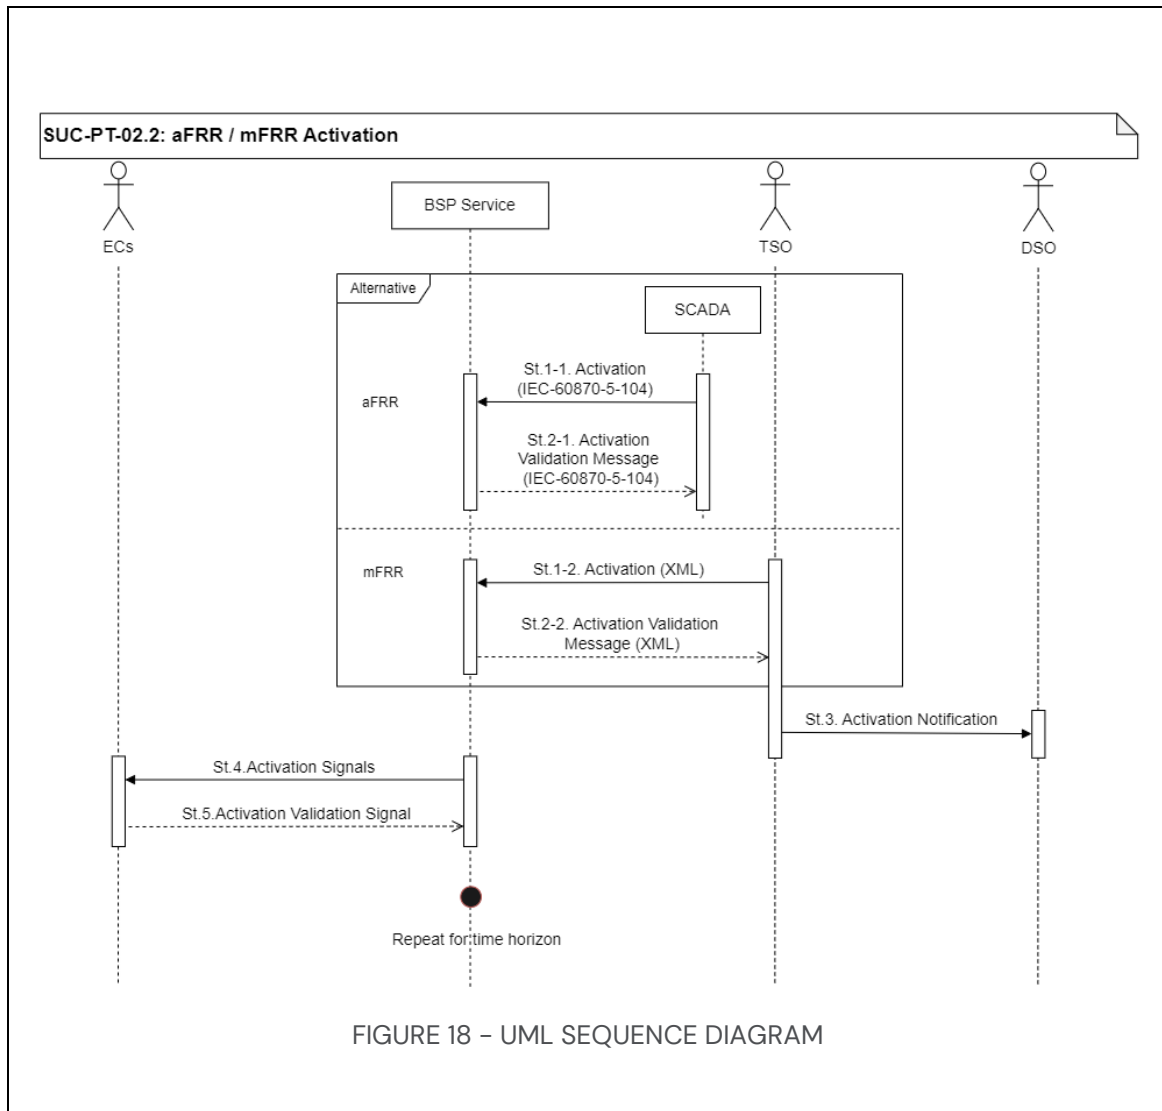 SUC-PT-02.2: aFRR / mFRR Activation
ECs
BSP Service
TSO
DSO
Alternative
SCADA
aFRR
St.1-1. Activation
(IEC-60870-5-104)
St.2-1. Activation
Validation Message
(IEC-60870-5-104)
mFRR
St.1-2. Activation (XML)
St.2-2. Activation Validation
Message (XML)
St.3. Activation Notification
St.4.Activation Signals
St.5.Activation Validation Signal
Repeat for time horizon
FIGURE 18 – UML SEQUENCE DIAGRAM